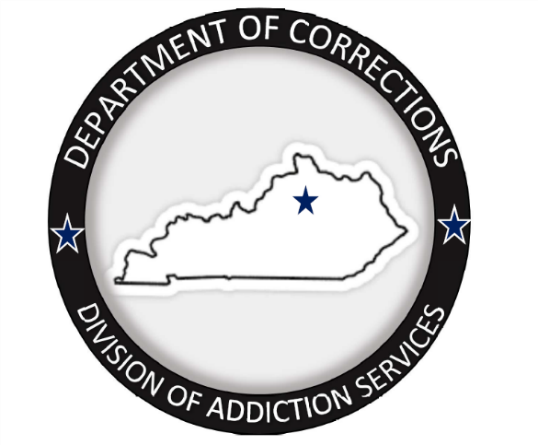 DEPARTMENT OF CORRECTIONS
DIVISION OF ADDICTION SERVICES